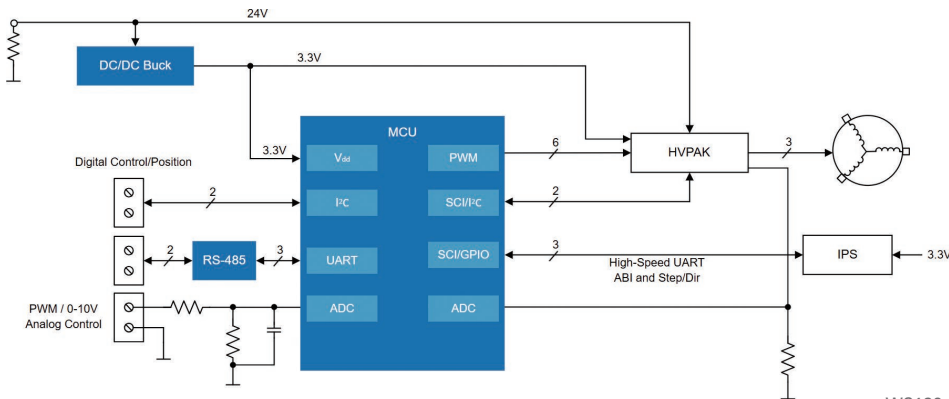 24V
DC/DC Buck
3.3V
MCU
3.3V
Vdd
PWM
6
HVPAK
3
Digital Control/Position
2
I²C
SCI/I²C
2
2
RS-485
3
UART
SCI/GPIO
3
High-Speed UART
ABI and Step/Dir
IPS
3.3V
PWM / 0-10V
Analog Control
ADC
ADC